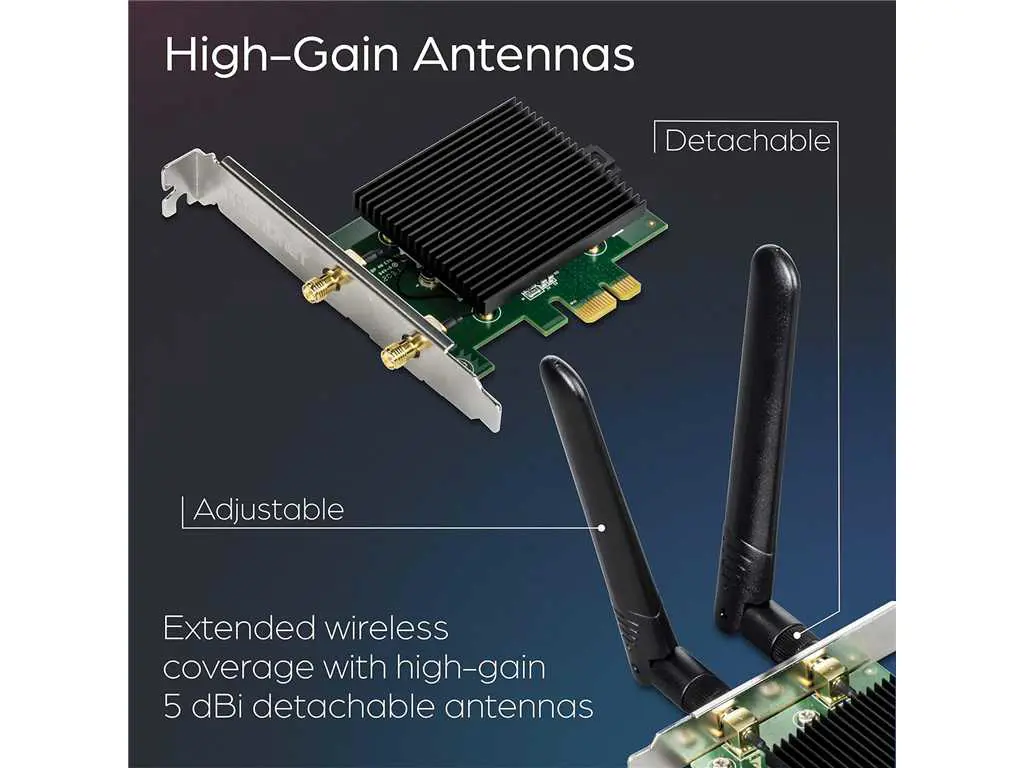 High-Gain Antennas
Detachable
Adjustable
Extended wireless
coverage with high-gain
5 dBi detachable antennas